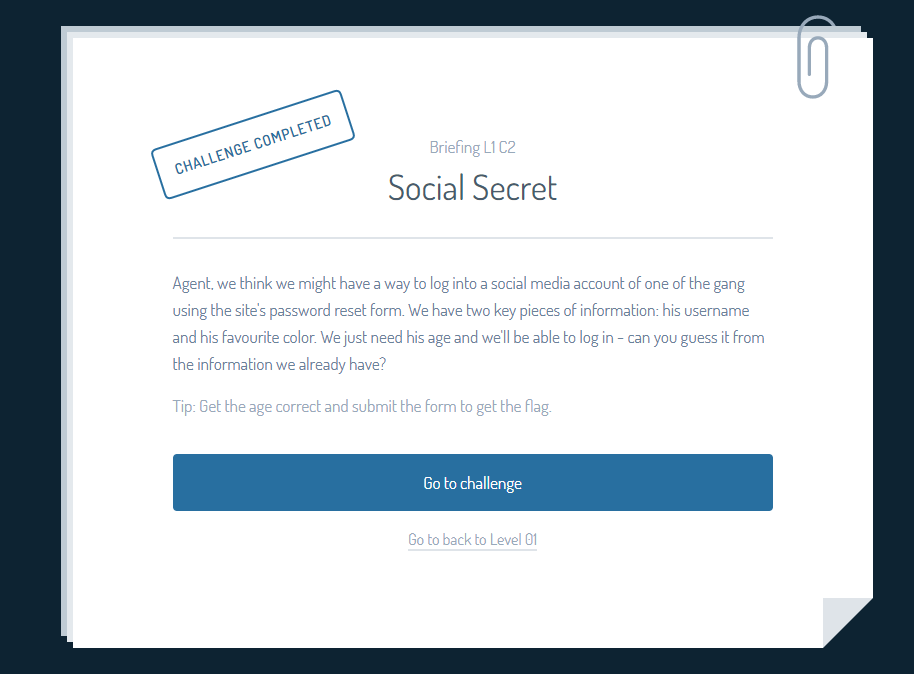 CHALLENGE COMPLETED
Briefing L1 C2
Social Secret
Agent, we think we might have a way to log into a social media account of one of the gang
using the site's password reset form. We have two key pieces of information: his username
and his favourite color. We just need his age and we'll be able to log in - can you guess it from
the information we already have?
Tip: Get the age correct and submit the form to get the flag.
Go to challenge
Go to back to Level 01